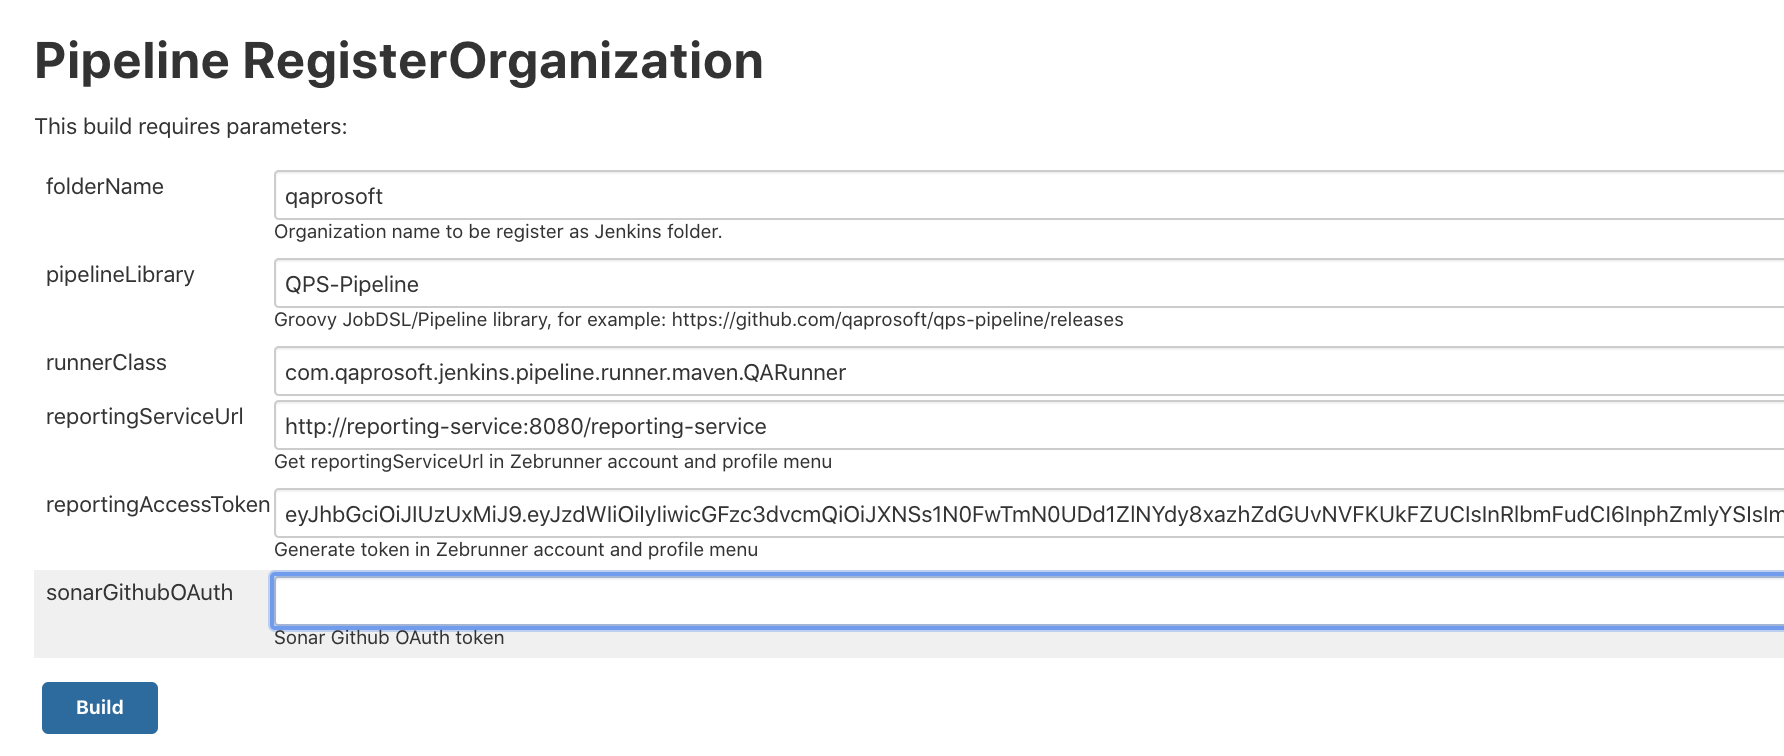 Pipeline RegisterOrganization
This build requires parameters:
folderName
qaprosoft
Organization name to be register as Jenkins folder.
pipelineLibrary
QPS-Pipeline
Groovy JobDSL/Pipeline library, for example: https://github.com/qaprosoft/qps-pipeline/releases
runnerClass
com.qaprosoft.jenkins.pipeline.runner.maven.QARunner
reportingServiceUrl
http://reporting-service:8080/reporting-service
Get reportingServiceUrl in Zebrunner account and profile menu
reportingAccessToken
eyJhbGciOiJIUzUxMiJ9.eyJzdWIiOiIyIiwicGFzc3dvcmQiOiJXNSs1N0FwTmN0UDd1ZlNYdy8xazhZdGUvNVFKUkFZUCIsInRlbmFudCI6InphZmlyYSIsIm
Generate token in Zebrunner account and profile menu
sonarGithubOAuth
Sonar Github OAuth token
Build